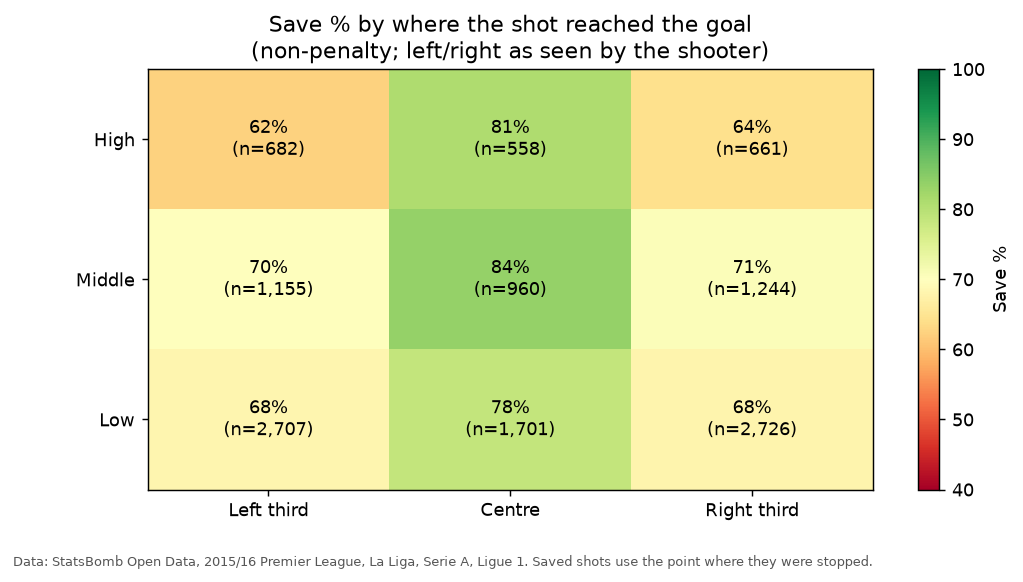 Save % by where the shot reached the goal
(non-penalty; left/right as seen by the shooter)
High
62%
(n=682)
81%
(n=558)
64%
(n=661)
Middle
70%
(n=1,155)
84%
(n=960)
71%
(n=1,244)
Low
68%
(n=2,707)
78%
(n=1,701)
68%
(n=2,726)
Left third
Centre
Right third
100
90
80
70
60
50
40
Save %
Data: StatsBomb Open Data, 2015/16 Premier League, La Liga, Serie A, Ligue 1. Saved shots use the point where they were stopped.